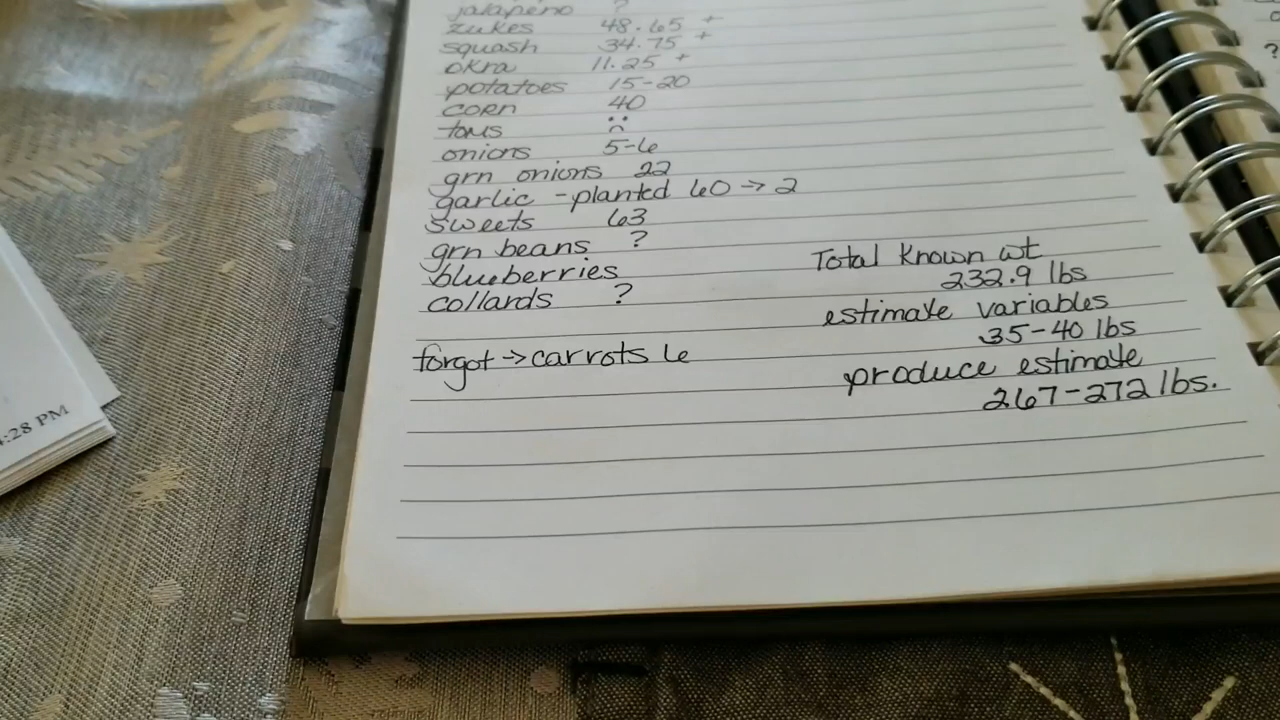 jalapeno ?
zukes 48.65 +
squash 34.75 +
okra 11.25 +
potatoes 15-20
corn 40
toms :(
onions 5-6
grn onions 22
garlic - planted 60 → 2
sweets 63
grn beans ?
blueberries
collards ?
forgot → carrots 6
Total known wt
232.9 lbs
estimate variables
35-40 lbs
produce estimate
267-272 lbs.
:28 PM
?